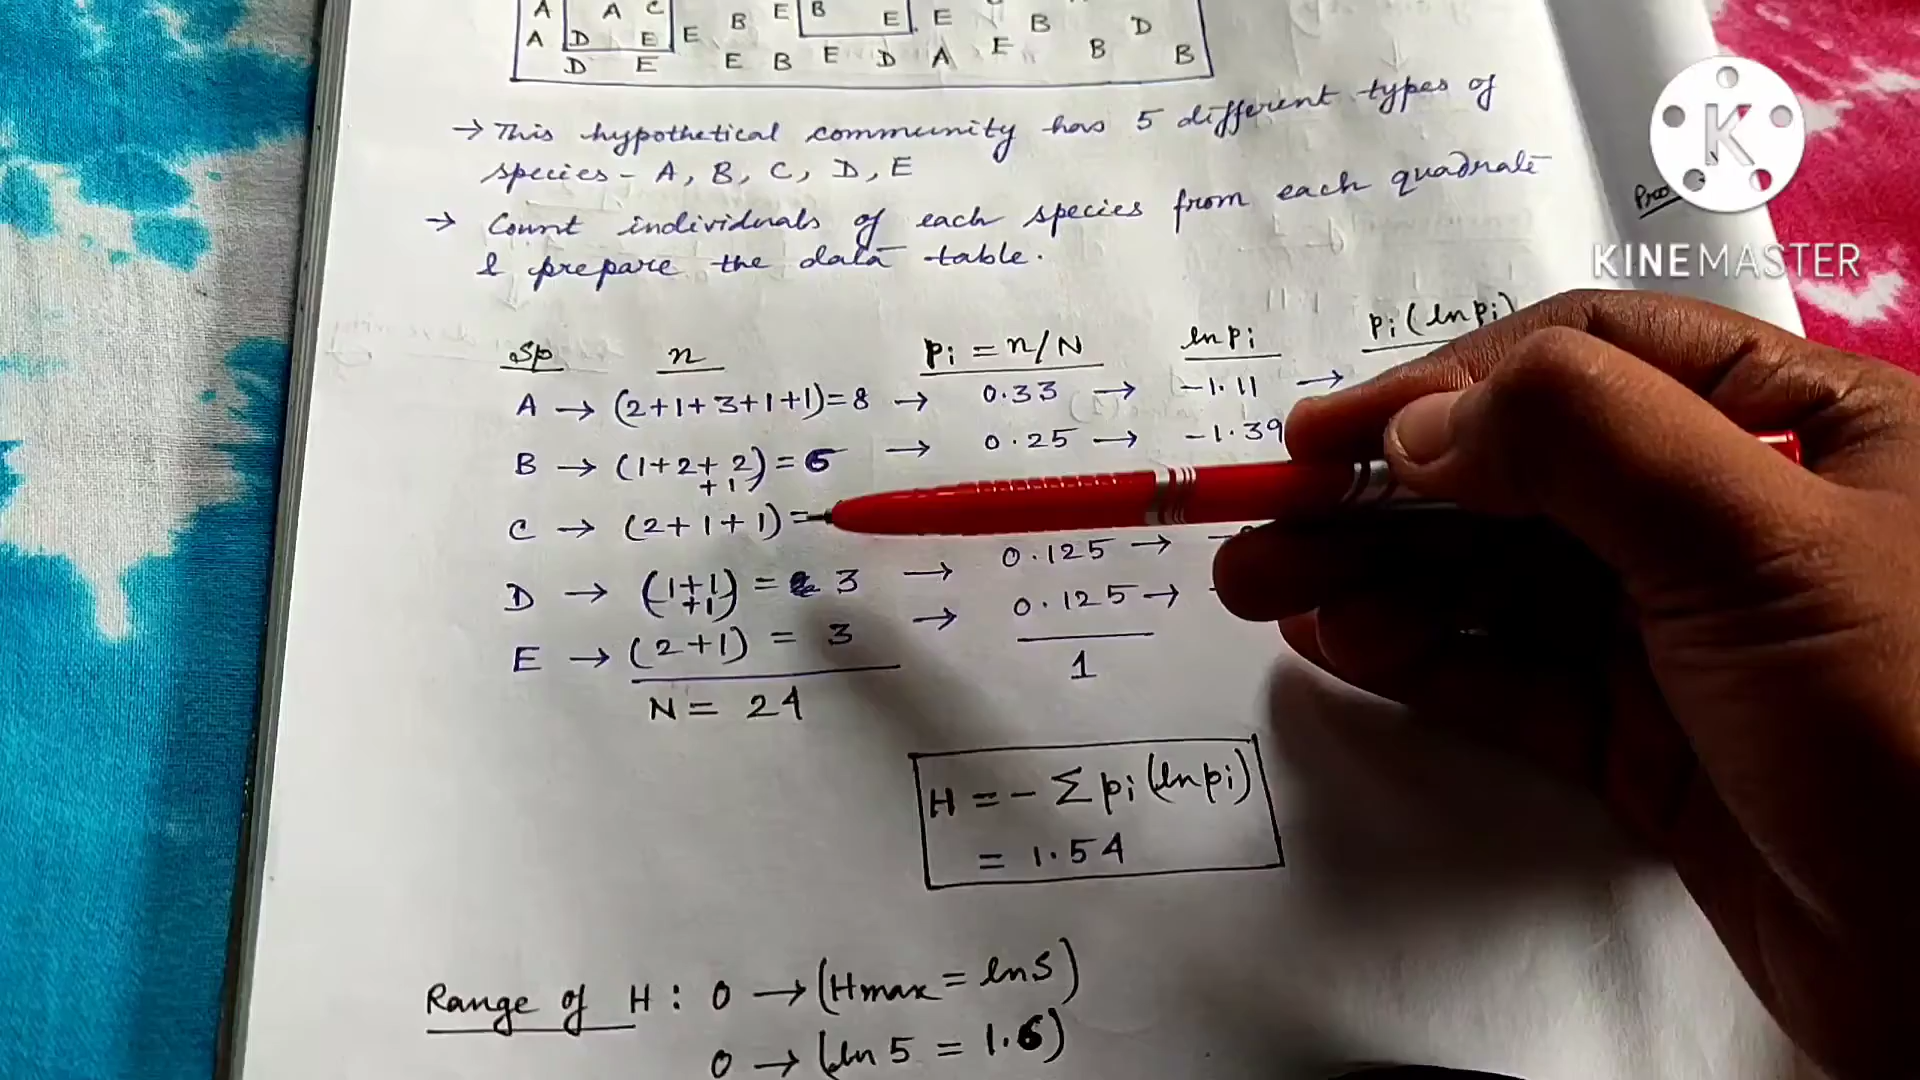 A A C E B E B E E B D
A D E E
D E E B E D A E B B
→ This hypothetical community has 5 different types of
species - A, B, C, D, E
→ Count individuals of each species from each quadrate
& prepare the data table.
Sp n Pi = n/N ln Pi Pi (ln Pi)
A → (2+1+3+1+1)=8 → 0.33 → -1.11 →
B → (1+2+2+1) = 6 → 0.25 → -1.39
C → (2+1+1) =
D → (1+1+1) = 3 → 0.125 → -
E → (2+1) = 3 → 0.125 → -
N = 24 1
H = - Σ pi (ln pi)
= 1.54
Range of H : 0 → (Hmax = ln S)
0 → (ln 5 = 1.6)
KINEMASTER